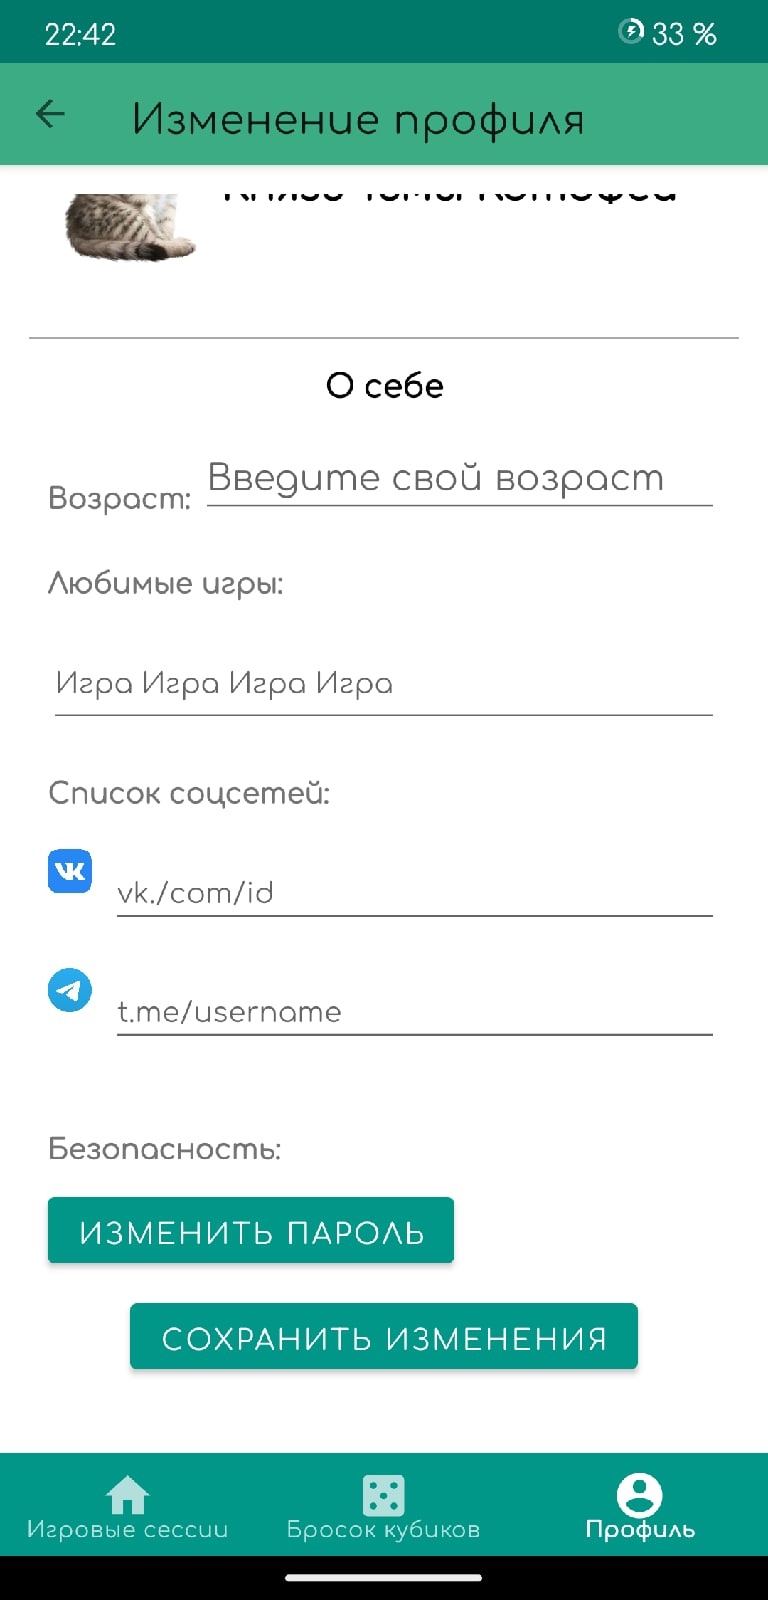 22:42
33 %
Изменение профиля
О себе
Возраст: Введите свой возраст
Любимые игры:
Игра Игра Игра Игра
Список соцсетей:
vk./com/id
t.me/username
Безопасность:
ИЗМЕНИТЬ ПАРОЛЬ
СОХРАНИТЬ ИЗМЕНЕНИЯ
Игровые сессии
Бросок кубиков
Профиль